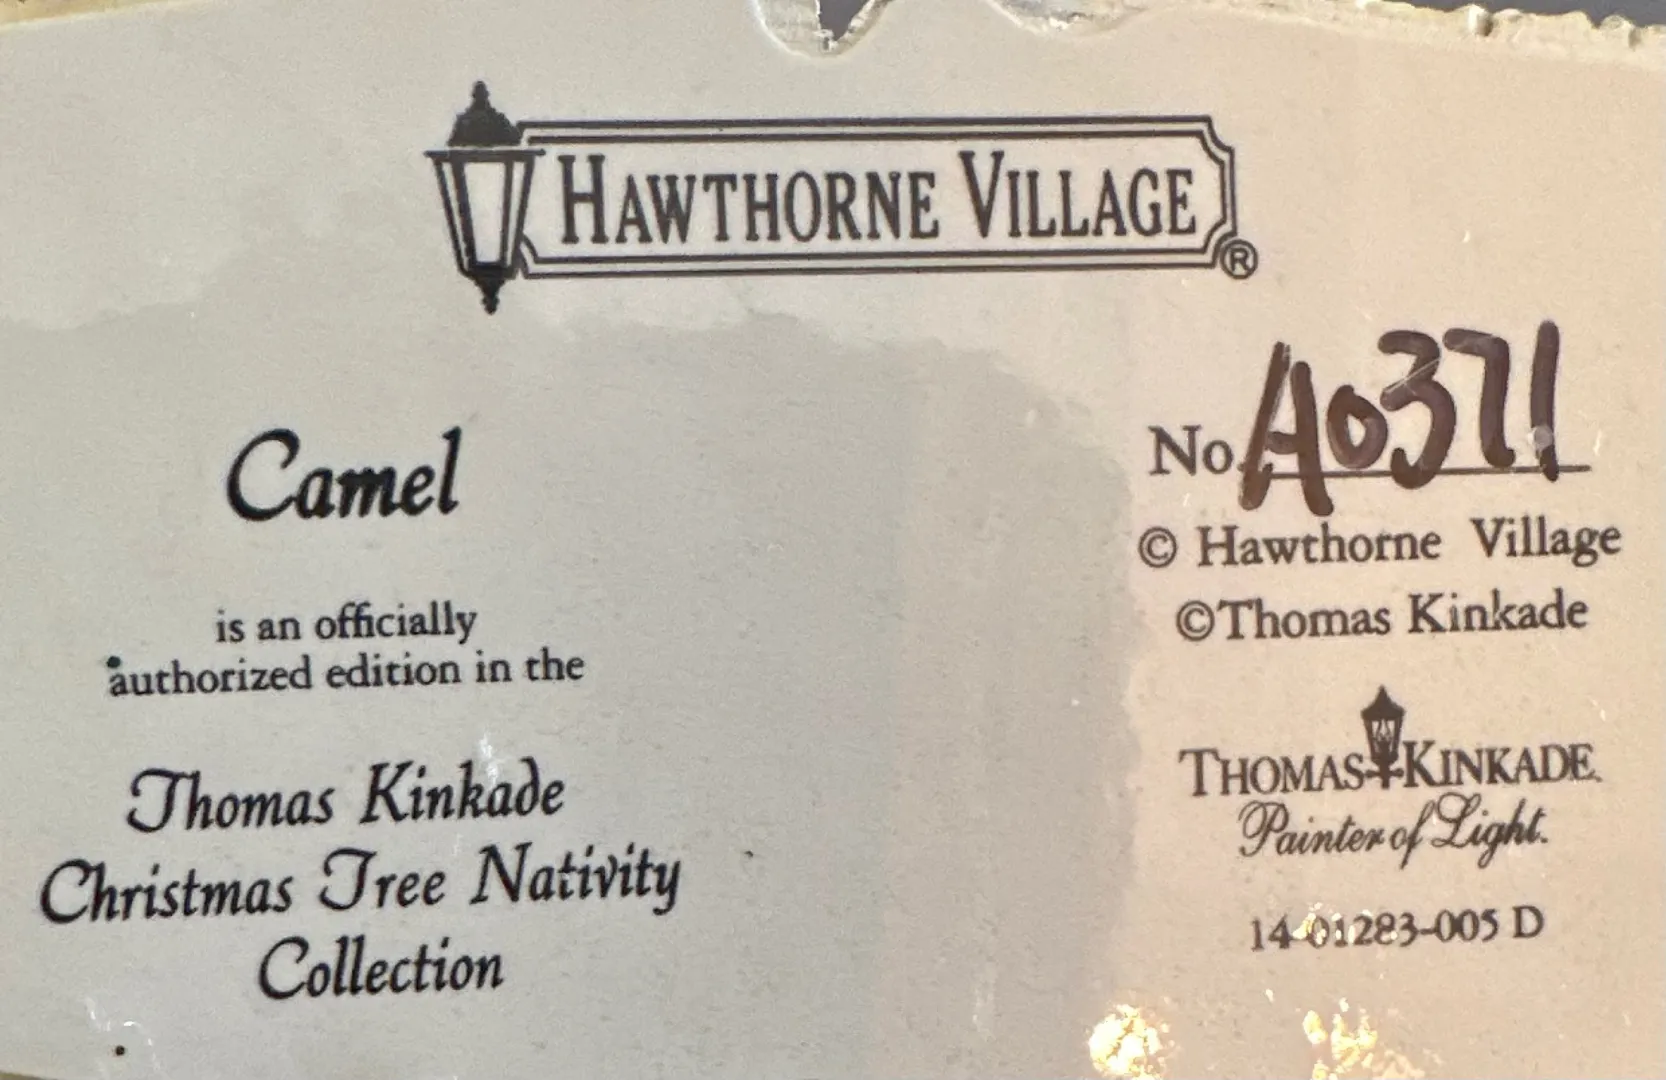 HAWTHORNE VILLAGE®
Camel
is an officially
authorized edition in the
Thomas Kinkade
Christmas Tree Nativity
Collection
No. A0371
© Hawthorne Village
©Thomas Kinkade
THOMAS KINKADE
Painter of Light.
14-01283-005 D